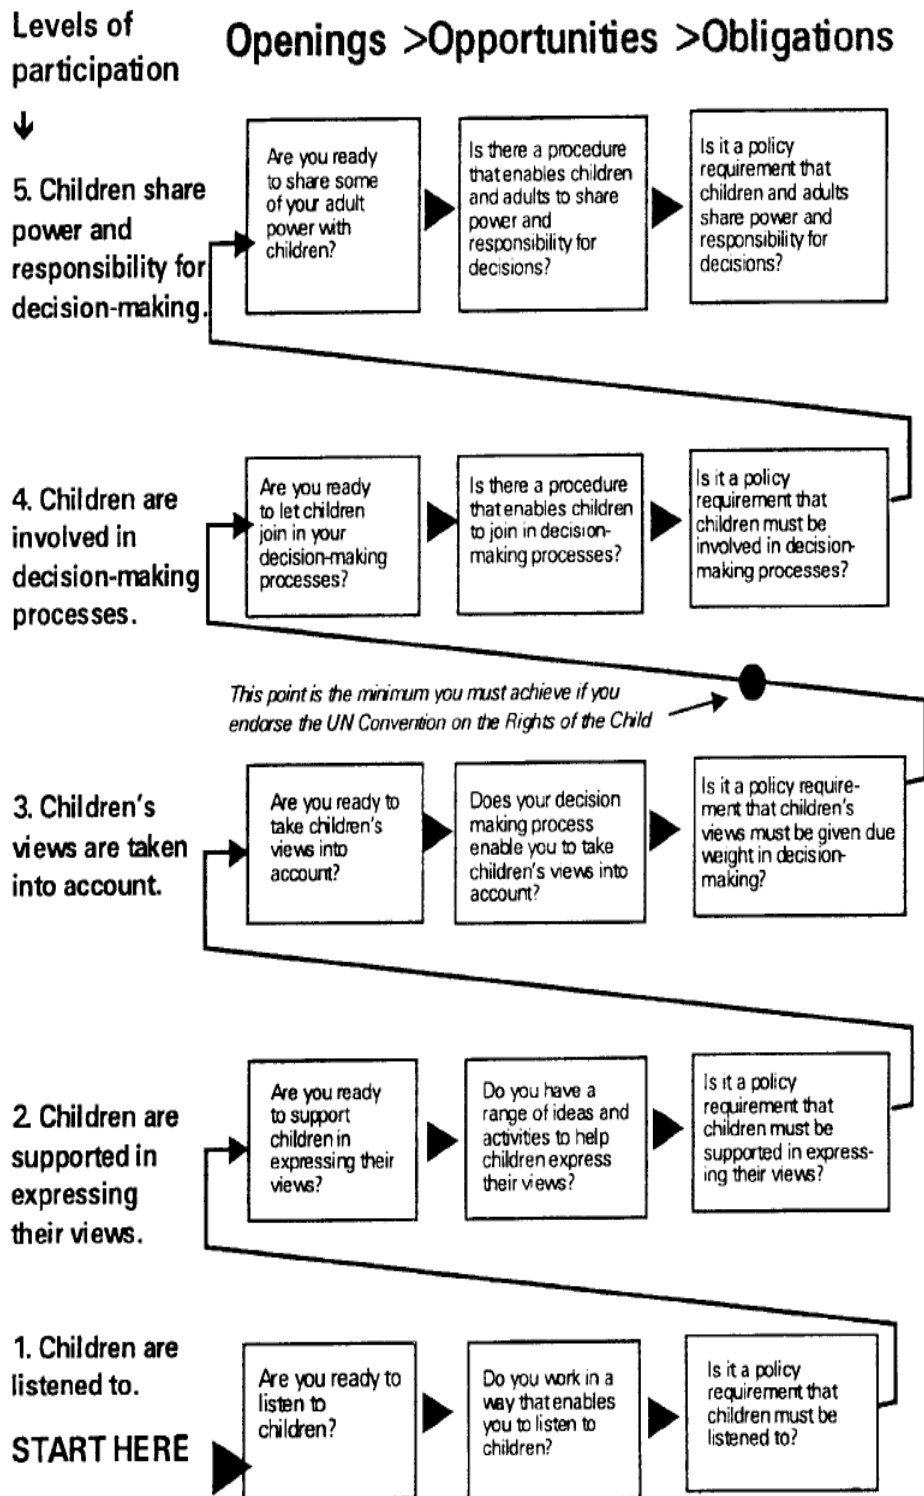 Levels of
participation
↓
Openings >Opportunities >Obligations
5. Children share
power and
responsibility for
decision-making.
Are you ready
to share some
of your adult
power with
children?
Is there a procedure
that enables children
and adults to share
power and
responsibility for
decisions?
Is it a policy
requirement that
children and adults
share power and
responsibility for
decisions?
4. Children are
involved in
decision-making
processes.
Are you ready
to let children
join in your
decision-making
processes?
Is there a procedure
that enables children
to join in decision-
making processes?
Is it a policy
requirement that
children must be
involved in decision-
making processes?
This point is the minimum you must achieve if you
endorse the UN Convention on the Rights of the Child
3. Children's
views are taken
into account.
Are you ready to
take children's
views into
account?
Does your decision
making process
enable you to take
children's views into
account?
Is it a policy require-
ment that children's
views must be given due
weight in decision-
making?
2. Children are
supported in
expressing
their views.
Are you ready
to support
children in
expressing their
views?
Do you have a
range of ideas and
activities to help
children express
their views?
Is it a policy
requirement that
children must be
supported in express-
ing their views?
1. Children are
listened to.
START HERE
Are you ready to
listen to
children?
Do you work in a
way that enables
you to listen to
children?
Is it a policy
requirement that
children must be
listened to?